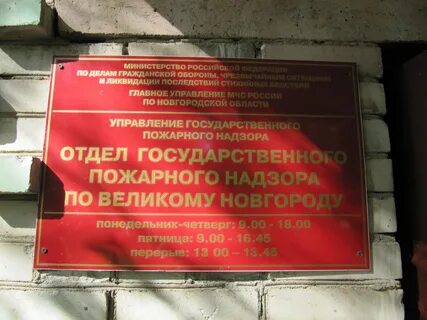 МИНИСТЕРСТВО РОССИЙСКОЙ ФЕДЕРАЦИИ
ПО ДЕЛАМ ГРАЖДАНСКОЙ ОБОРОНЫ, ЧРЕЗВЫЧАЙНЫМ СИТУАЦИЯМ
И ЛИКВИДАЦИИ ПОСЛЕДСТВИЙ СТИХИЙНЫХ БЕДСТВИЙ
ГЛАВНОЕ УПРАВЛЕНИЕ МЧС РОССИИ
ПО НОВГОРОДСКОЙ ОБЛАСТИ
УПРАВЛЕНИЕ ГОСУДАРСТВЕННОГО
ПОЖАРНОГО НАДЗОРА
ОТДЕЛ ГОСУДАРСТВЕННОГО
ПОЖАРНОГО НАДЗОРА
ПО ВЕЛИКОМУ НОВГОРОДУ
понедельник-четверг: 9.00 - 18.00
пятница: 9.00 - 16.45
перерыв: 13 00 - 13.45